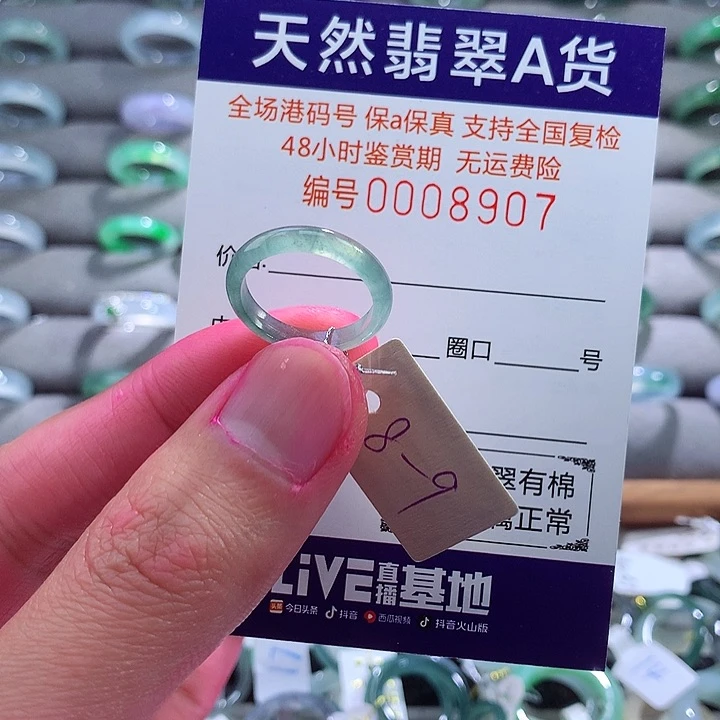 天然翡翠A货
全场港码号 保a保真 支持全国复检
48小时鉴赏期 无运费险
编号0008907
价
圈口 号
8-9
翠有棉
正常
LiVE直播基地
头条 今日头条 抖音 西瓜视频 抖音火山版
14